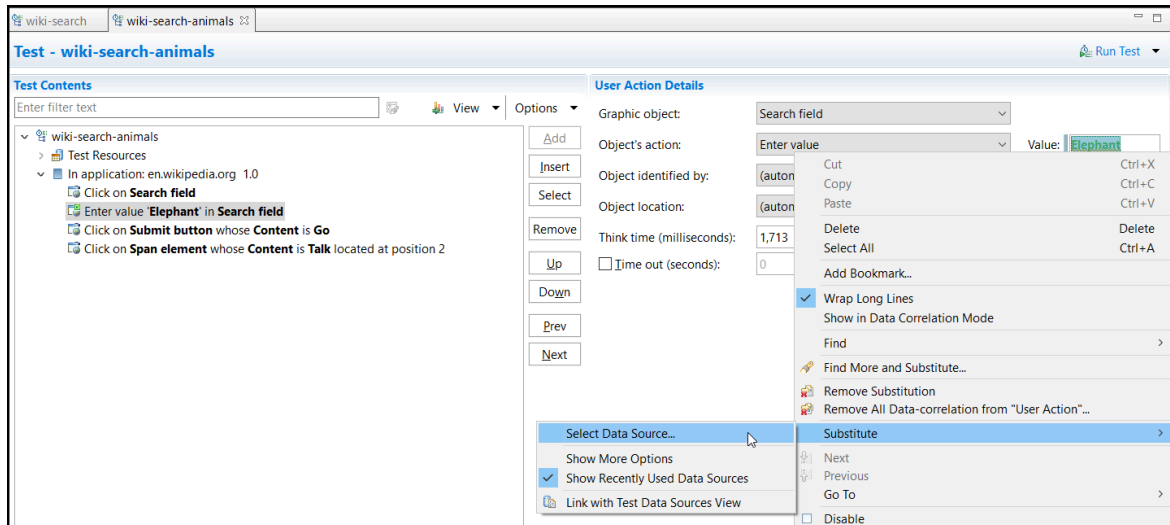 wiki-search
wiki-search-animals
Test - wiki-search-animals
Run Test
Test Contents
Enter filter text
View
Options
wiki-search-animals
Test Resources
In application: en.wikipedia.org 1.0
Click on Search field
Enter value 'Elephant' in Search field
Click on Submit button whose Content is Go
Click on Span element whose Content is Talk located at position 2
Add
Insert
Select
Remove
Up
Down
Prev
Next
User Action Details
Graphic object: Search field
Object's action: Enter value Value: Elephant
Object identified by: (auton
Object location: (auton
Think time (milliseconds): 1,713
Time out (seconds): 0
Cut Ctrl+X
Copy Ctrl+C
Paste Ctrl+V
Delete Delete
Select All Ctrl+A
Add Bookmark...
Wrap Long Lines
Show in Data Correlation Mode
Find
Find More and Substitute...
Remove Substitution
Remove All Data-correlation from "User Action"...
Substitute
Next
Previous
Go To
Disable
Select Data Source...
Show More Options
Show Recently Used Data Sources
Link with Test Data Sources View